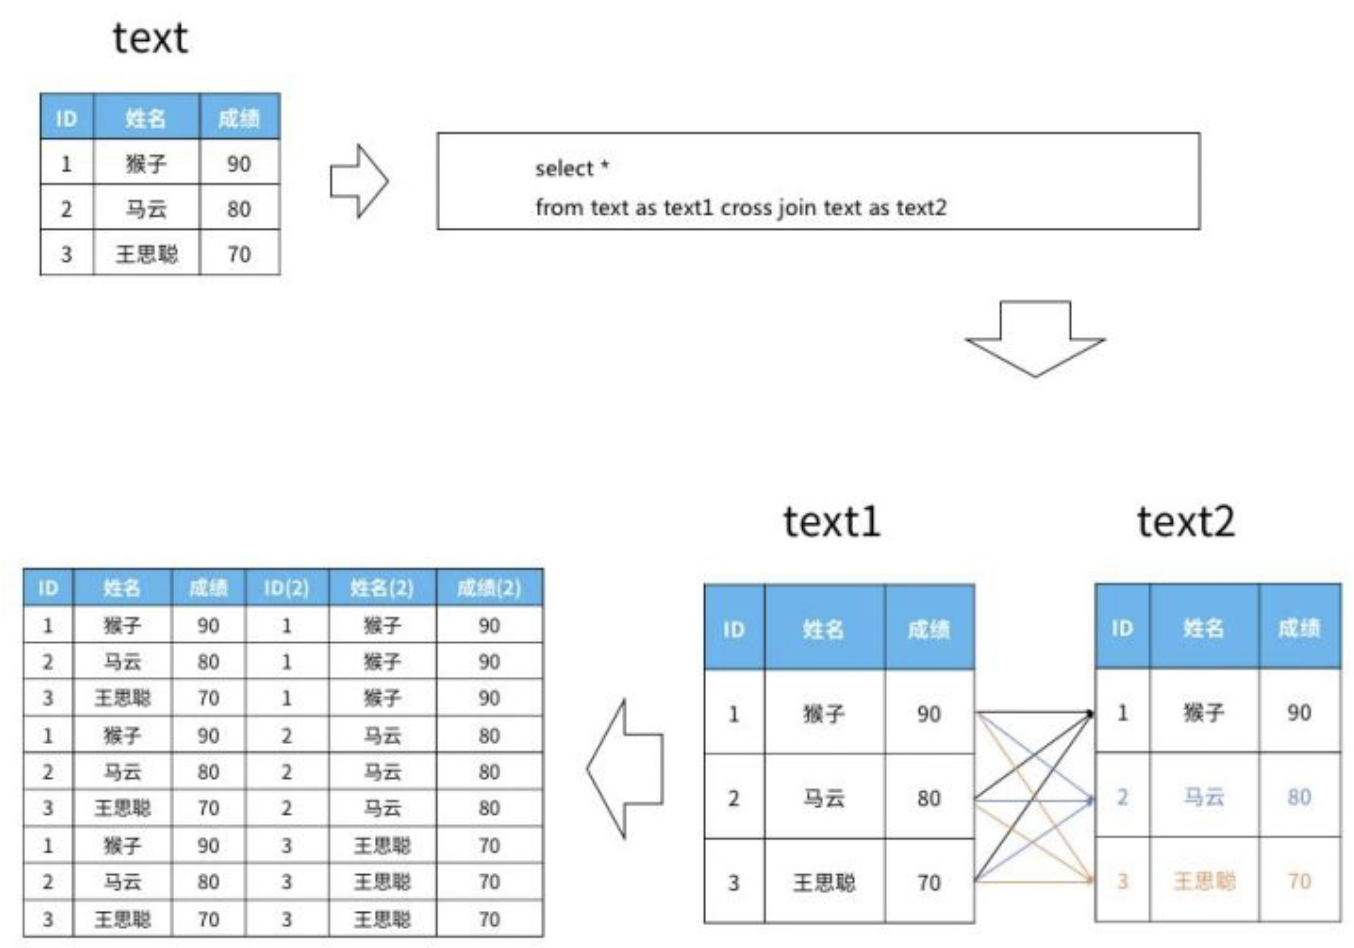 text
ID 姓名 成绩
1 猴子 90
2 马云 80
3 王思聪 70
select *
from text as text1 cross join text as text2
text1
ID 姓名 成绩
1 猴子 90
2 马云 80
3 王思聪 70
text2
ID 姓名 成绩
1 猴子 90
2 马云 80
3 王思聪 70
ID 姓名 成绩 ID(2) 姓名(2) 成绩(2)
1 猴子 90 1 猴子 90
2 马云 80 1 猴子 90
3 王思聪 70 1 猴子 90
1 猴子 90 2 马云 80
2 马云 80 2 马云 80
3 王思聪 70 2 马云 80
1 猴子 90 3 王思聪 70
2 马云 80 3 王思聪 70
3 王思聪 70 3 王思聪 70